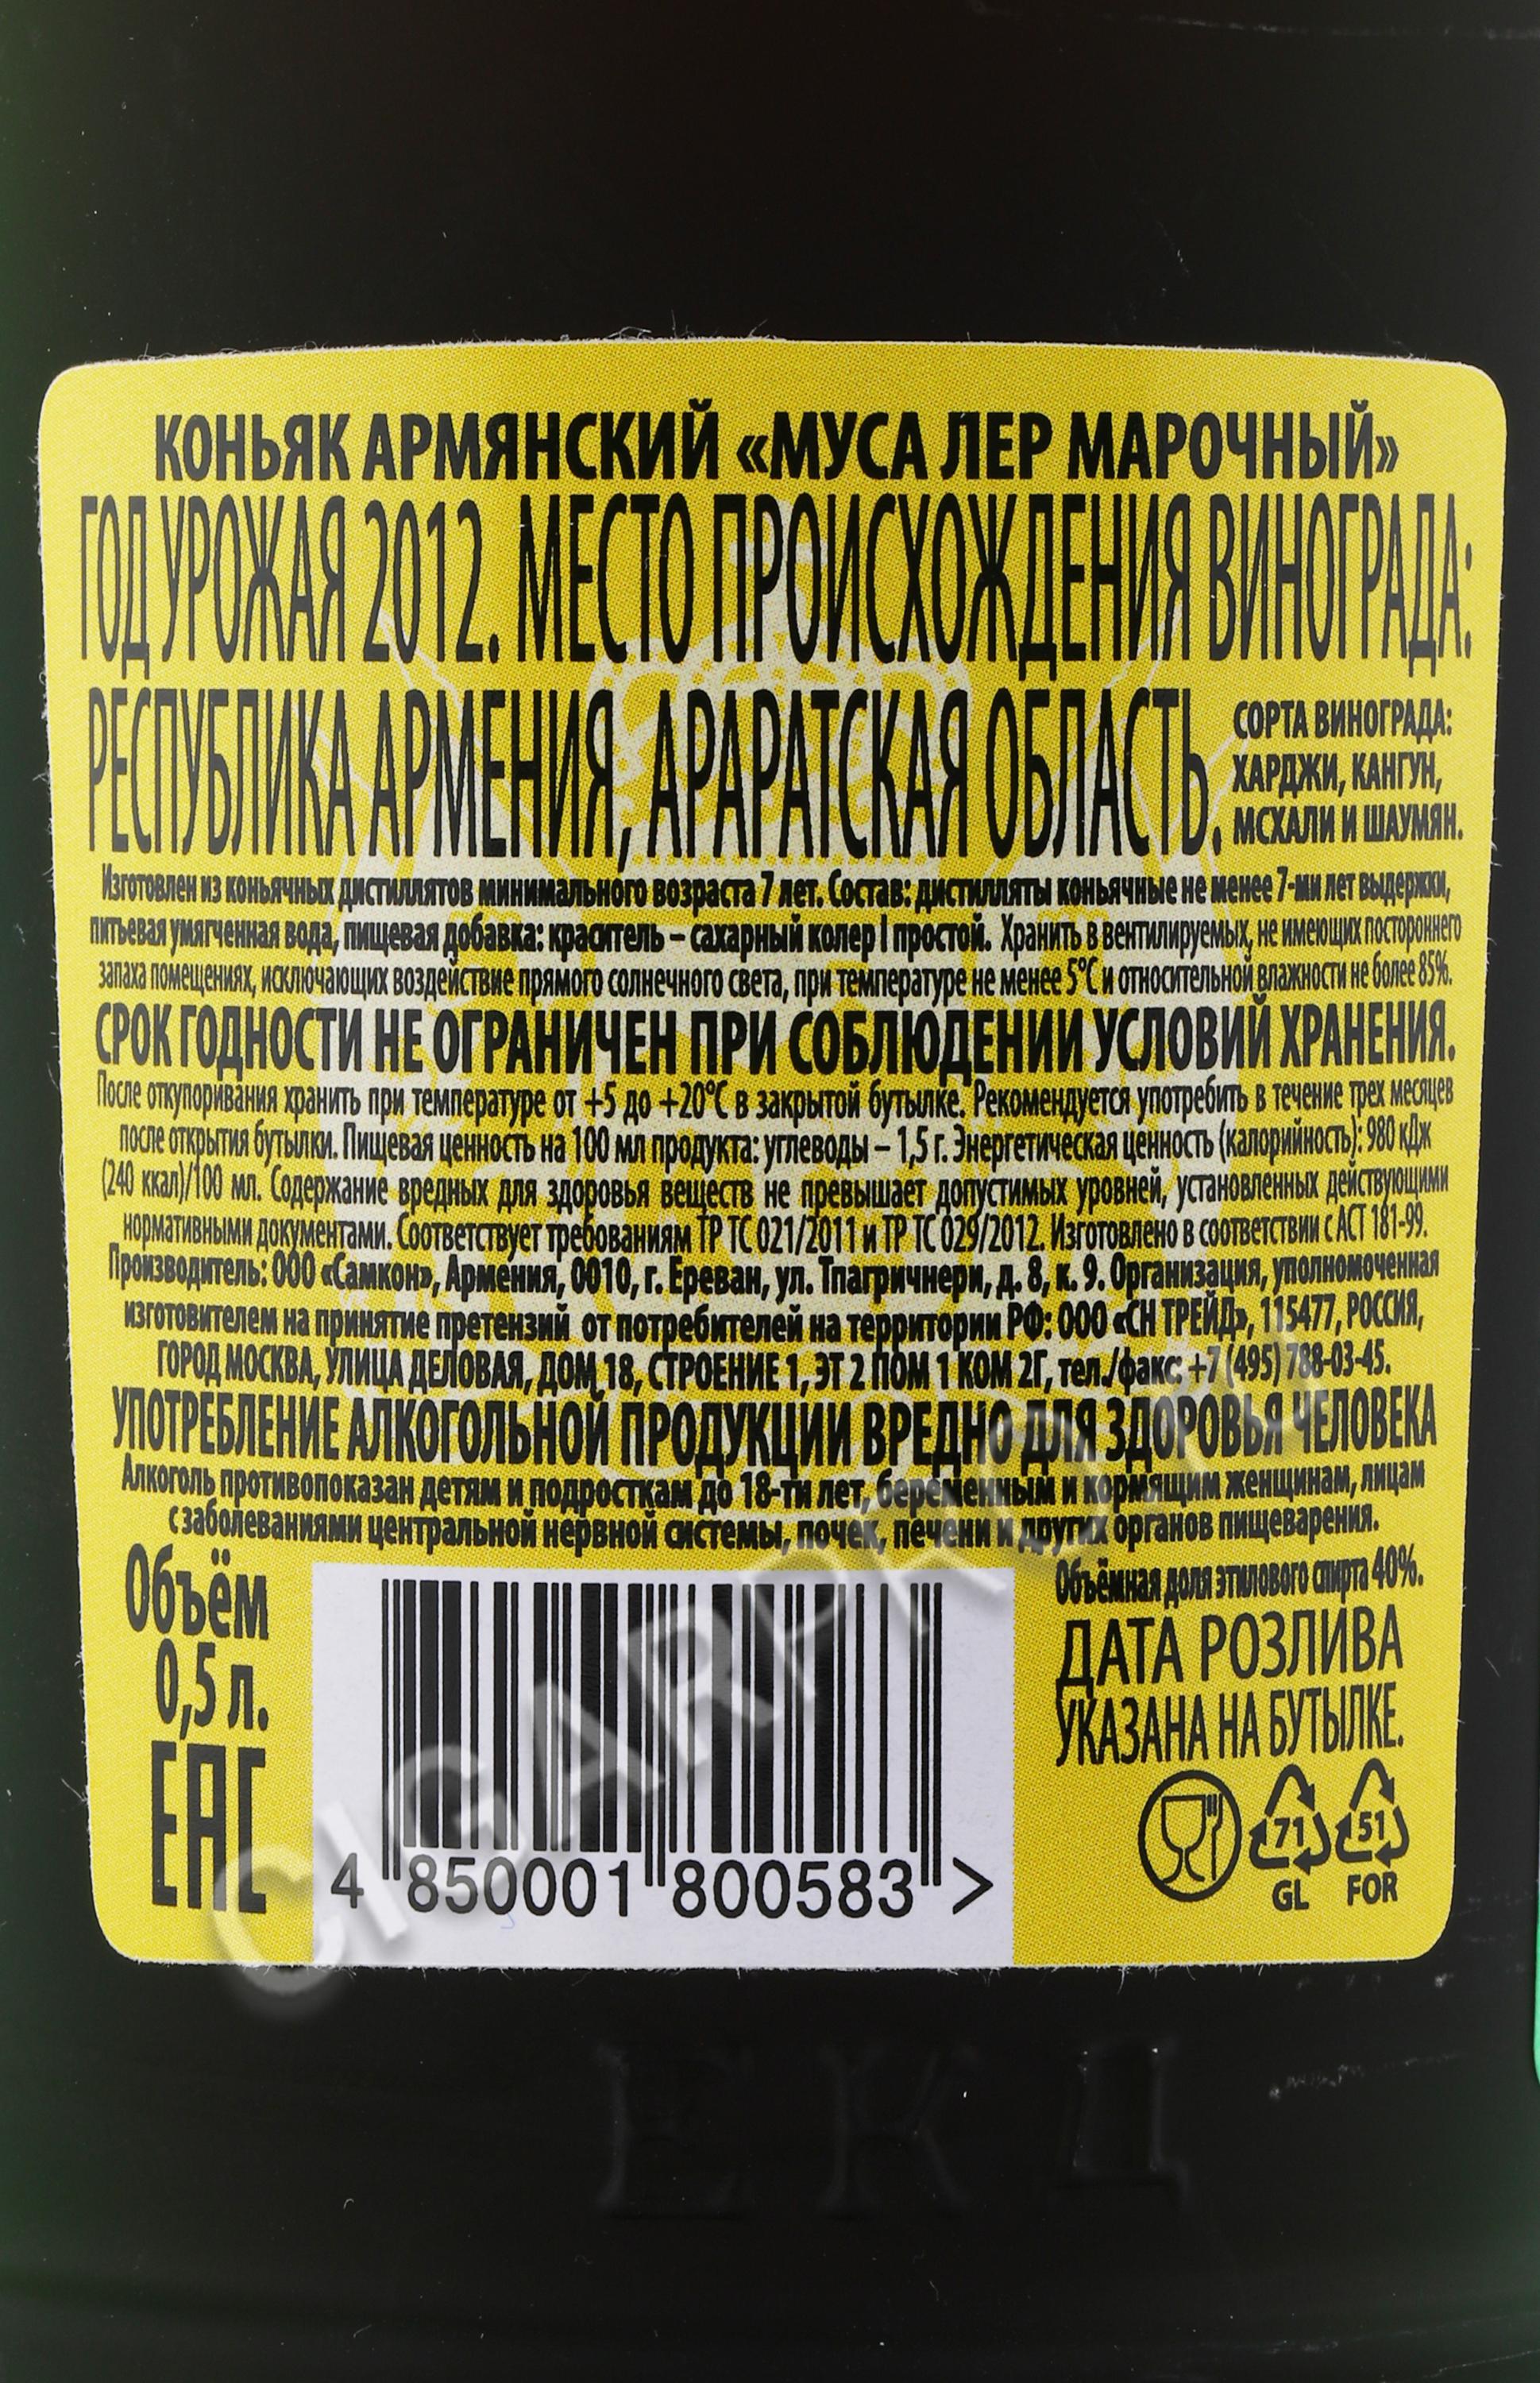 КОНЬЯК АРМЯНСКИЙ «МУСА ЛЕР МАРОЧНЫЙ»
ГОД УРОЖАЯ 2012. МЕСТО ПРОИСХОЖДЕНИЯ ВИНОГРАДА:
РЕСПУБЛИКА АРМЕНИЯ, АРАРАТСКАЯ ОБЛАСТЬ.
СОРТА ВИНОГРАДА:
ХАРДЖИ, КАНГУН,
МСХАЛИ И ШАУМЯН.
Изготовлен из коньячных дистиллятов минимального возраста 7 лет. Состав: дистилляты коньячные не менее 7-ми лет выдержки,
питьевая умягченная вода, пищевая добавка: краситель – сахарный колер I простой. Хранить в вентилируемых, не имеющих постороннего
запаха помещениях, исключающих воздействие прямого солнечного света, при температуре не менее 5°C и относительной влажности не более 85%.
СРОК ГОДНОСТИ НЕ ОГРАНИЧЕН ПРИ СОБЛЮДЕНИИ УСЛОВИЙ ХРАНЕНИЯ.
После откупоривания хранить при температуре от +5 до +20°C в закрытой бутылке. Рекомендуется употребить в течение трех месяцев
после открытия бутылки. Пищевая ценность на 100 мл продукта: углеводы – 1,5 г. Энергетическая ценность (калорийность): 980 кДж
(240 ккал)/100 мл. Содержание вредных для здоровья веществ не превышает допустимых уровней, установленных действующими
нормативными документами. Соответствует требованиям ТР ТС 021/2011 и ТР ТС 029/2012. Изготовлено в соответствии с АСТ 181-99.
Производитель: ООО «Самкон», Армения, 0010, г. Ереван, ул. Тпагричнери, д. 8, к. 9. Организация, уполномоченная
изготовителем на принятие претензий от потребителей на территории РФ: ООО «СН ТРЕЙД», 115477, РОССИЯ,
ГОРОД МОСКВА, УЛИЦА ДЕЛОВАЯ, ДОМ 18, СТРОЕНИЕ 1, ЭТ 2 ПОМ 1 КОМ 2Г, тел./факс: +7 (495) 788-03-45.
УПОТРЕБЛЕНИЕ АЛКОГОЛЬНОЙ ПРОДУКЦИИ ВРЕДНО ДЛЯ ЗДОРОВЬЯ ЧЕЛОВЕКА
Алкоголь противопоказан детям и подросткам до 18-ти лет, беременным и кормящим женщинам, лицам
с заболеваниями центральной нервной системы, почек, печени и других органов пищеварения.
Объём
0,5 л.
EAC
4 850001 800583 >
Объёмная доля этилового спирта 40%.
ДАТА РОЗЛИВА
УКАЗАНА НА БУТЫЛКЕ.
71
GL
51
FOR
ЕКЦ